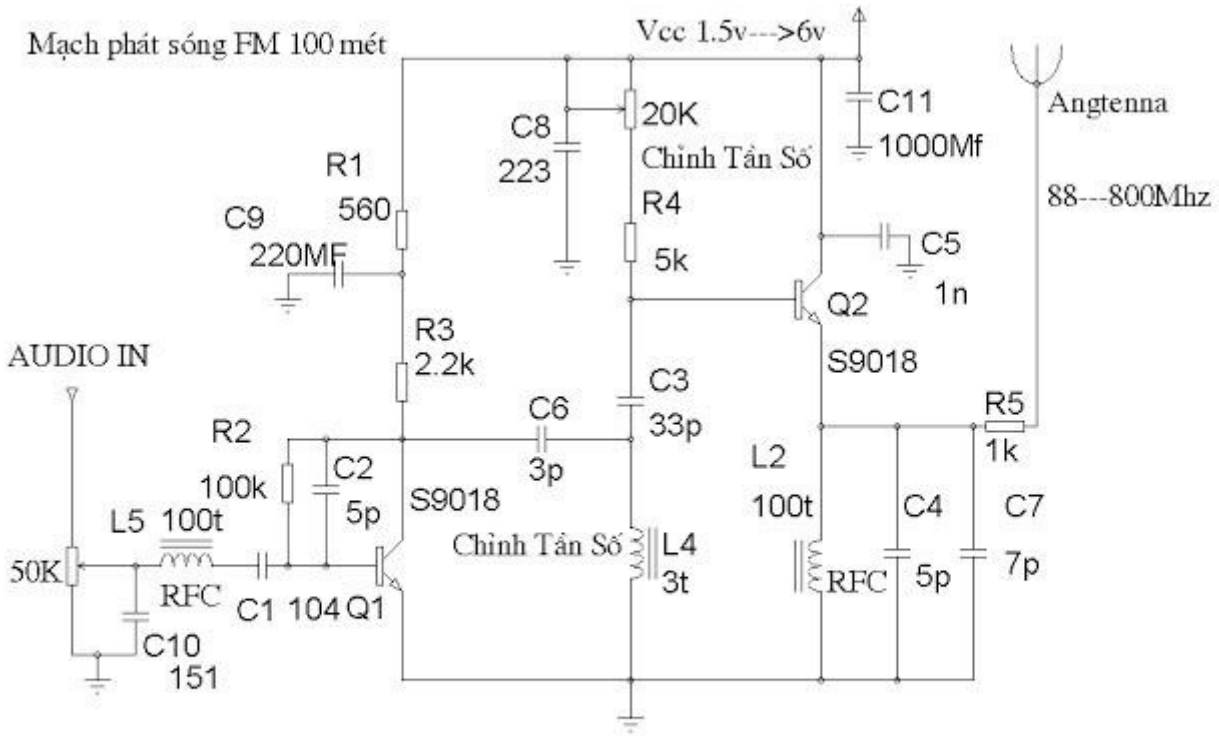 Mạch phát sóng FM 100 mét
Vcc 1.5v--->6v
C8
223
20K
Chỉnh Tần Số
C11
1000Mf
Angtenna
88---800Mhz
R1
560
C9
220MF
R4
5k
C5
1n
Q2
S9018
AUDIO IN
R3
2.2k
C6
3p
C3
33p
R5
1k
R2
100k
C2
5p
S9018
L2
100t
C4
5p
C7
7p
L5
100t
50K
RFC
C1
104
Q1
C10
151
Chỉnh Tần Số
L4
3t
RFC